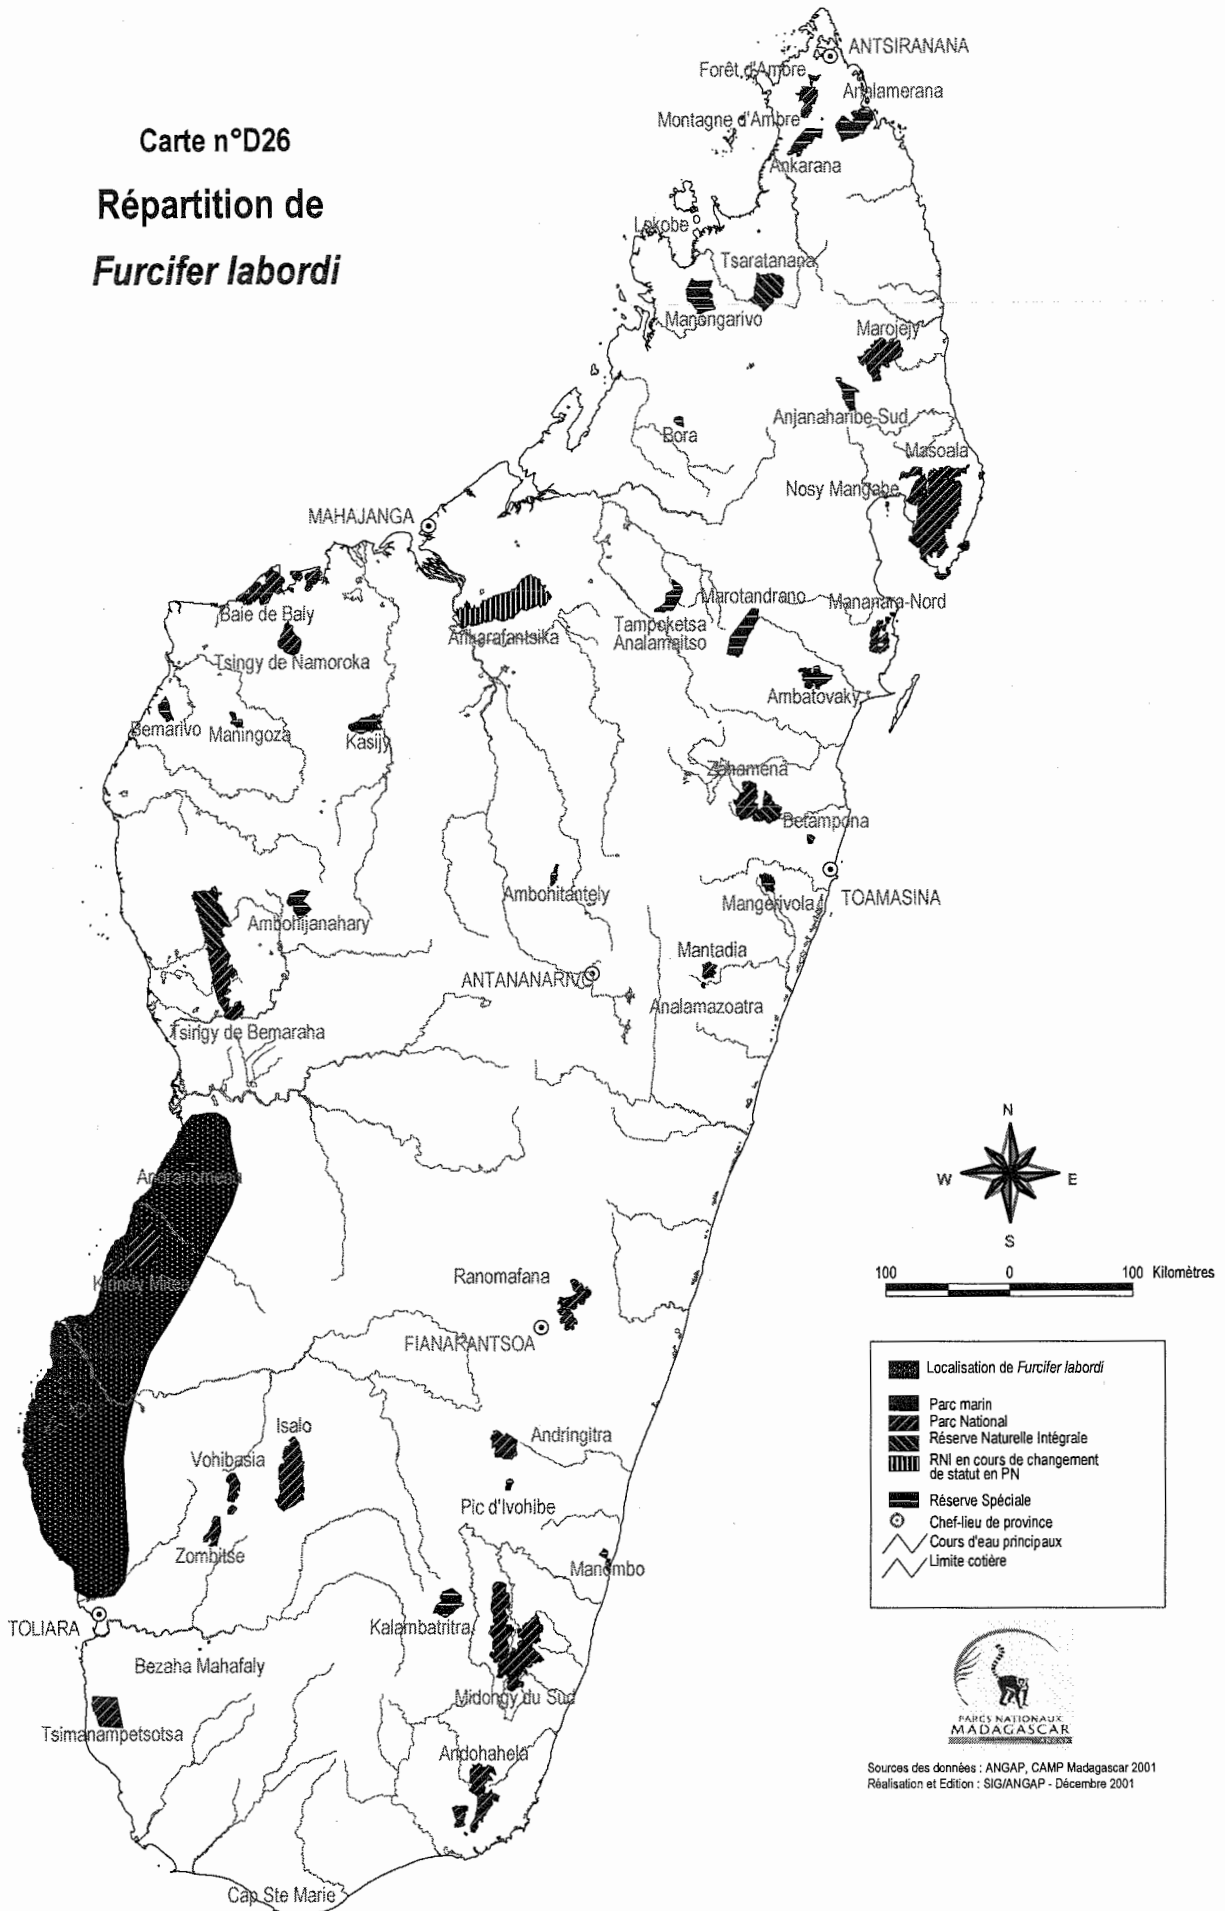 Carte n°D26
Répartition de
Furcifer labordi
ANTSIRANANA
Forêt d'Ambre
Analamerana
Montagne d'Ambre
Ankarana
Lokobe
Tsaratanana
Manongarivo
Marojejy
Anjanaharibe-Sud
Bora
Masoala
Nosy Mangabe
MAHAJANGA
Baie de Baly
Ankarafantsika
Marotandrano
Mananara-Nord
Tampoketsa
Analamaitso
Tsingy de Namoroka
Ambatovaky
Bemarivo
Maningoza
Kasijy
Zahamena
Betampona
Ambohitantely
Mangerivola
TOAMASINA
Ambohijanahary
Mantadia
ANTANANARIVO
Analamazoatra
Tsingy de Bemaraha
N
W
E
S
Andranomena
Kirindy Mitea
100 0 100 Kilomètres
Ranomafana
FIANARANTSOA
Localisation de Furcifer labordi
Parc marin
Parc National
Réserve Naturelle Intégrale
RNI en cours de changement
de statut en PN
Réserve Spéciale
Chef-lieu de province
Cours d'eau principaux
Limite cotière
Isalo
Andringitra
Vohibasia
Pic d'Ivohibe
Zombitse
Manombo
TOLIARA
Kalambatritra
Bezaha Mahafaly
Midongy du Sud
Tsimanampetsotsa
Andohahela
Cap Ste Marie
PARCS NATIONAUX
MADAGASCAR
Sources des données : ANGAP, CAMP Madagascar 2001
Réalisation et Edition : SIG/ANGAP - Décembre 2001